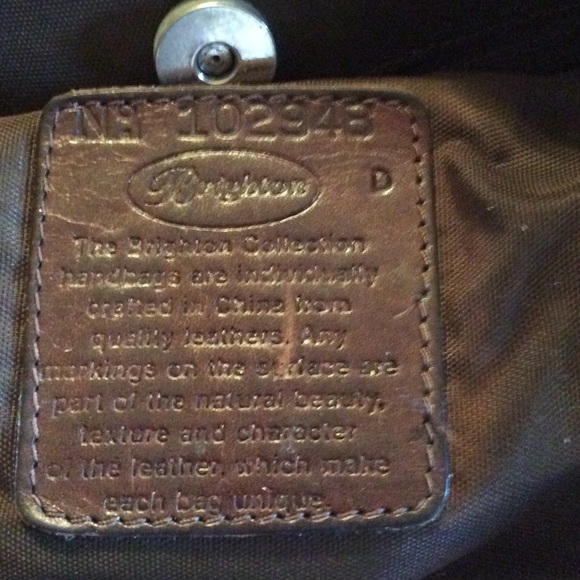 NH 102948
Brighton D
The Brighton Collection
handbags are individually
crafted in China from
quality leathers. Any
markings on the surface are
part of the natural beauty,
texture and character
of the leather, which make
each bag unique.